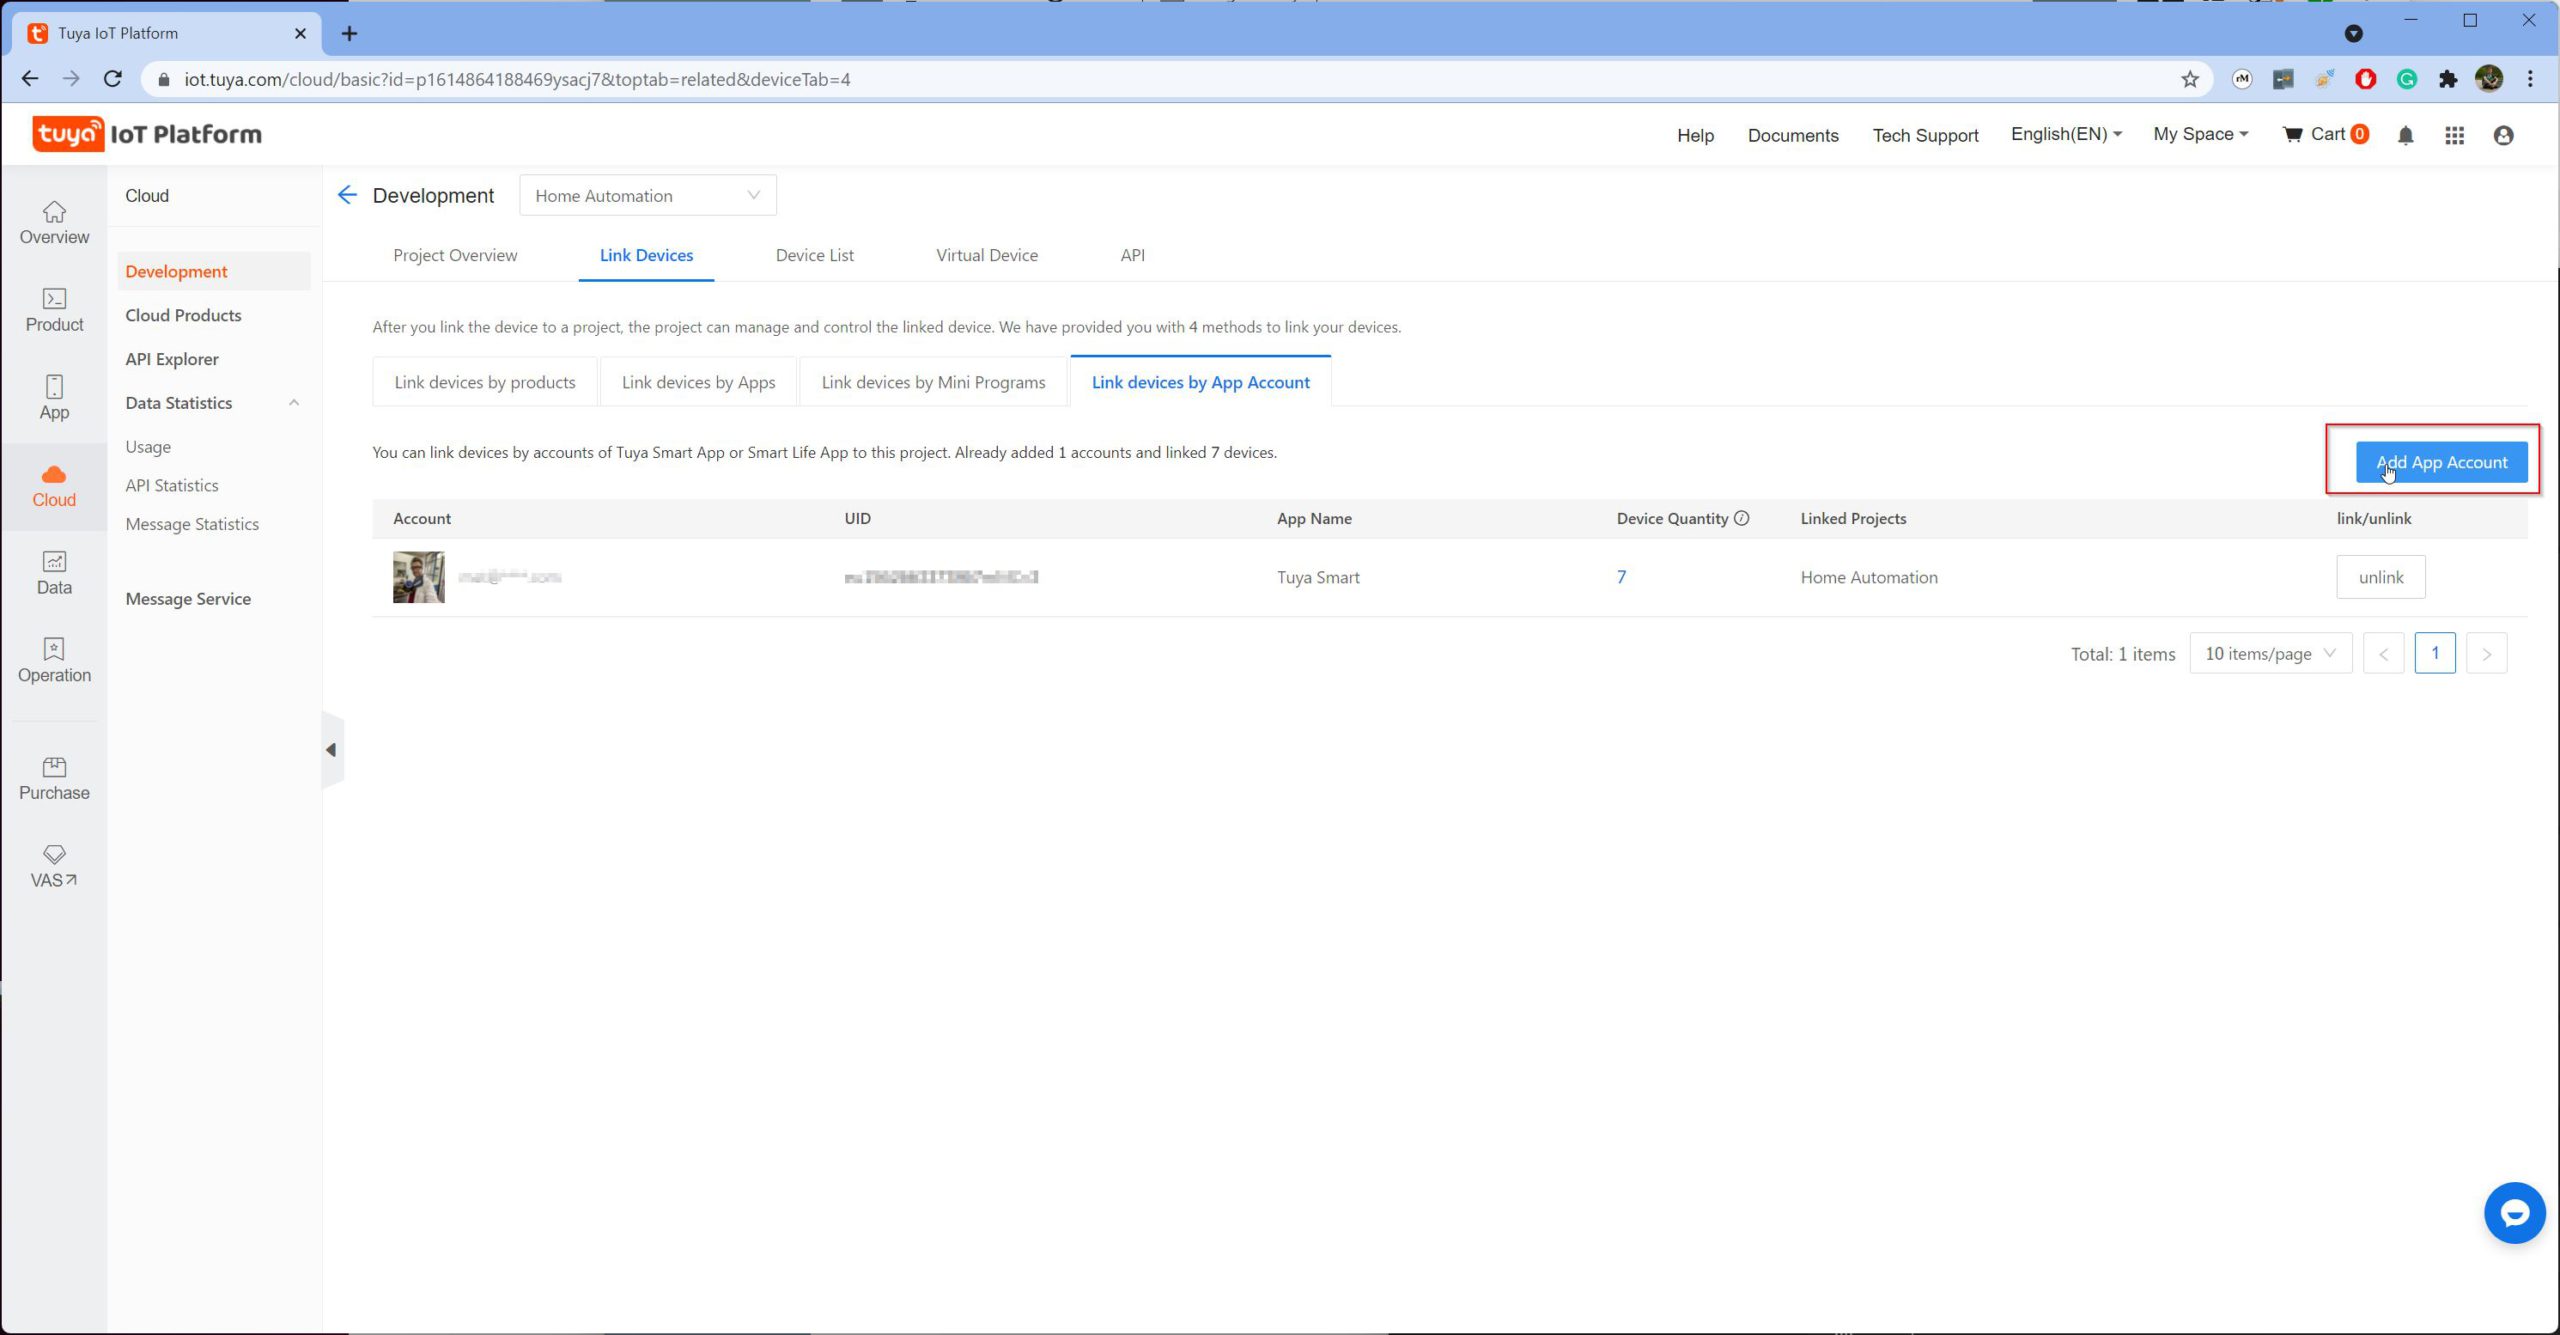 Tuya IoT Platform
iot.tuya.com/cloud/basic?id=p1614864188469ysacj7&toptab=related&deviceTab=4
tuya IoT Platform
Help Documents Tech Support English(EN) My Space Cart 0
Overview
Product
App
Cloud
Data
Operation
Purchase
VAS
Cloud
Development
Cloud Products
API Explorer
Data Statistics
Usage
API Statistics
Message Statistics
Message Service
Development Home Automation
Project Overview Link Devices Device List Virtual Device API
After you link the device to a project, the project can manage and control the linked device. We have provided you with 4 methods to link your devices.
Link devices by products Link devices by Apps Link devices by Mini Programs Link devices by App Account
You can link devices by accounts of Tuya Smart App or Smart Life App to this project. Already added 1 accounts and linked 7 devices.
Add App Account
Account UID App Name Device Quantity Linked Projects link/unlink
Tuya Smart 7 Home Automation unlink
Total: 1 items 10 items/page < 1 >